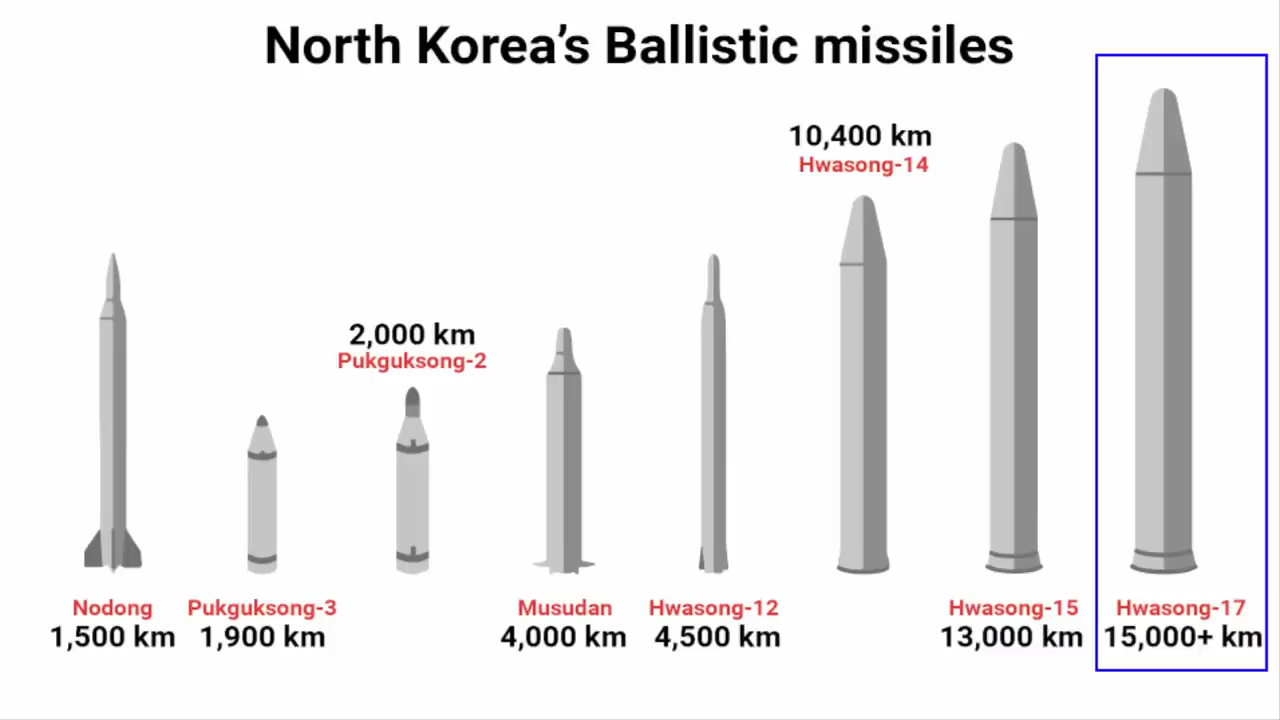 North Korea's Ballistic missiles
10,400 km
Hwasong-14
2,000 km
Pukguksong-2
Nodong
1,500 km
Pukguksong-3
1,900 km
Musudan
4,000 km
Hwasong-12
4,500 km
Hwasong-15
13,000 km
Hwasong-17
15,000+ km